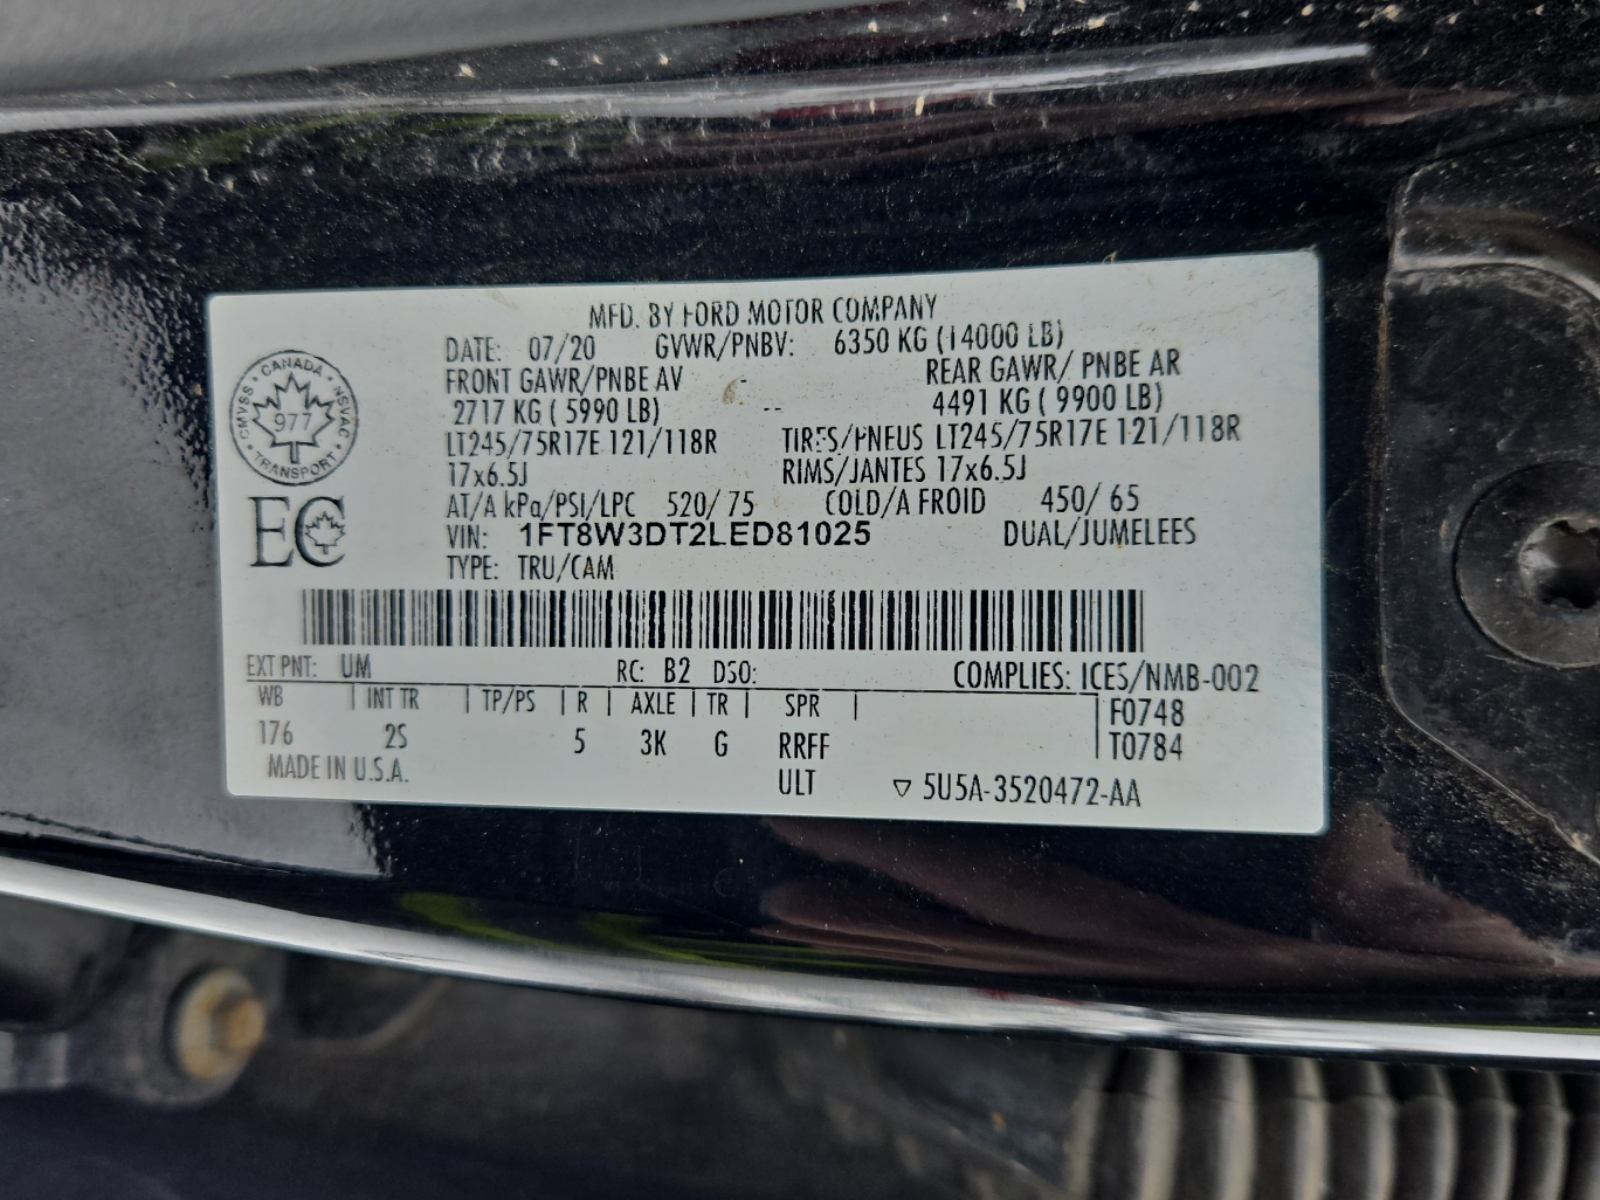 MFD. BY FORD MOTOR COMPANY
DATE: 07/20 GVWR/PNBV: 6350 KG (14000 LB)
FRONT GAWR/PNBE AV REAR GAWR/ PNBE AR
2717 KG ( 5990 LB) 4491 KG ( 9900 LB)
LT245/75R17E 121/118R TIRES/PNEUS LT245/75R17E 121/118R
17x6.5J RIMS/JANTES 17x6.5J
AT/A kPa/PSI/LPC 520/ 75 COLD/A FROID 450/ 65
VIN: 1FT8W3DT2LED81025 DUAL/JUMELEES
TYPE: TRU/CAM
CANADA
CMVSS
NSVAC
977
TRANSPORT
EC
EXT PNT: UM RC: B2 DSO: COMPLIES: ICES/NMB-002
WB | INT TR | TP/PS | R | AXLE | TR | SPR | F0748
176 2S 5 3K G RRFF T0784
MADE IN U.S.A. ULT ▽ 5U5A-3520472-AA